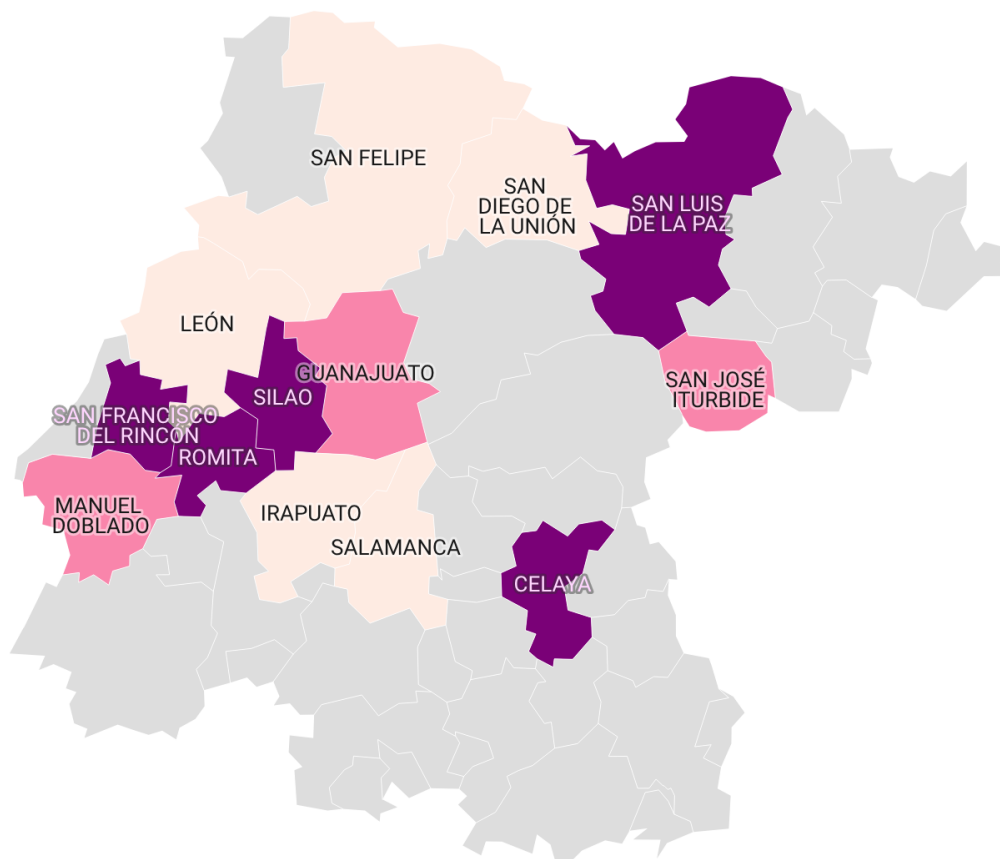 SAN FELIPE
SAN
DIEGO DE
LA UNIÓN
SAN LUIS
DE LA PAZ
LEÓN
GUANAJUATO
SAN JOSÉ
ITURBIDE
SILAO
SAN FRANCISCO
DEL RINCÓN
ROMITA
MANUEL
DOBLADO
IRAPUATO
SALAMANCA
CELAYA